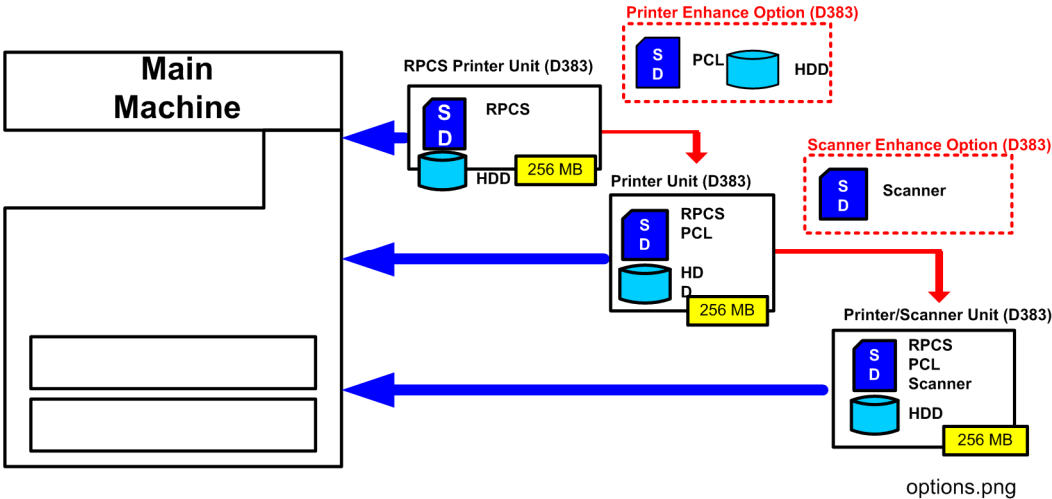 Printer Enhance Option (D383)
S
D
PCL
HDD
Main
Machine
RPCS Printer Unit (D383)
S
D
RPCS
HDD
256 MB
Scanner Enhance Option (D383)
S
D
Scanner
Printer Unit (D383)
S
D
RPCS
PCL
HD
D
256 MB
Printer/Scanner Unit (D383)
S
D
RPCS
PCL
Scanner
HDD
256 MB
options.png